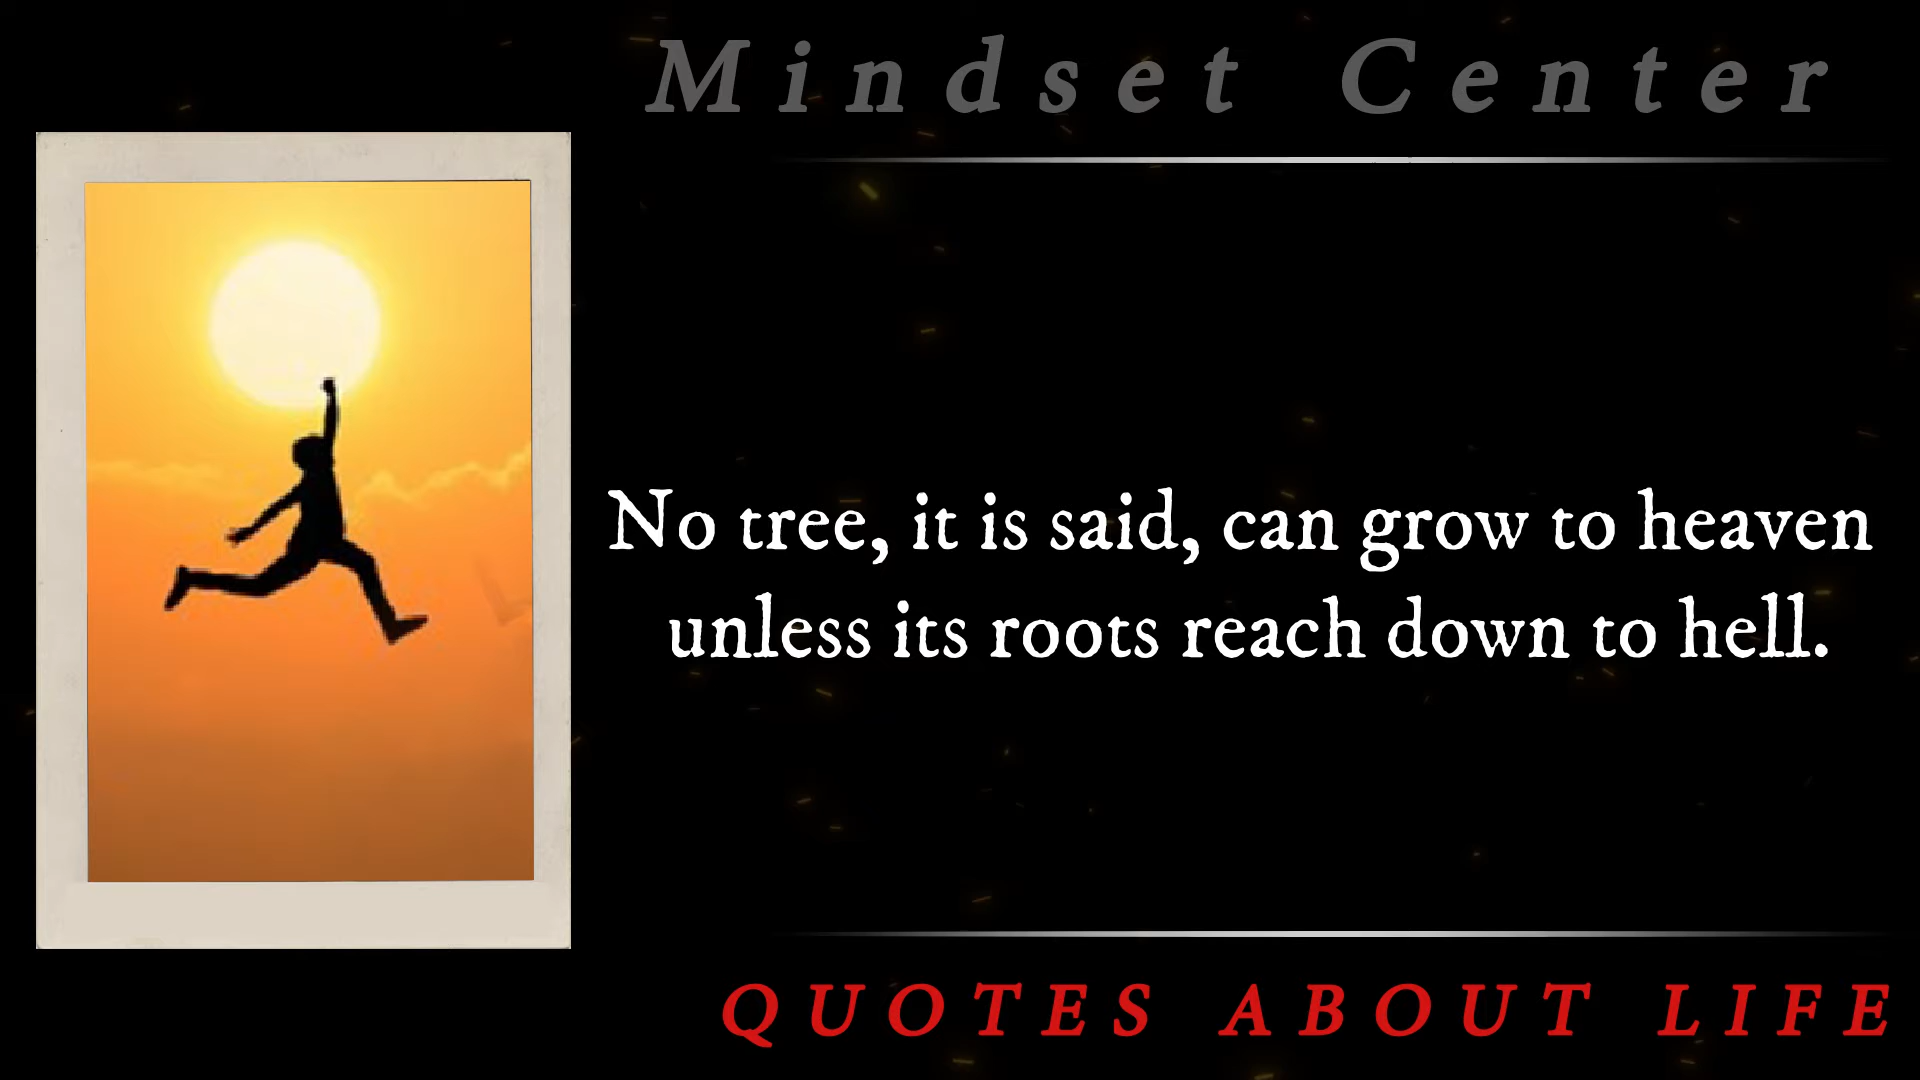 Mindset Center
No tree, it is said, can grow to heaven
unless its roots reach down to hell.
QUOTES ABOUT LIFE